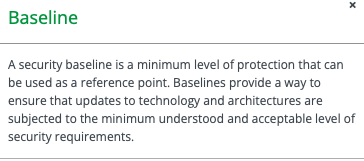 ×
Baseline
A security baseline is a minimum level of protection that can
be used as a reference point. Baselines provide a way to
ensure that updates to technology and architectures are
subjected to the minimum understood and acceptable level of
security requirements.